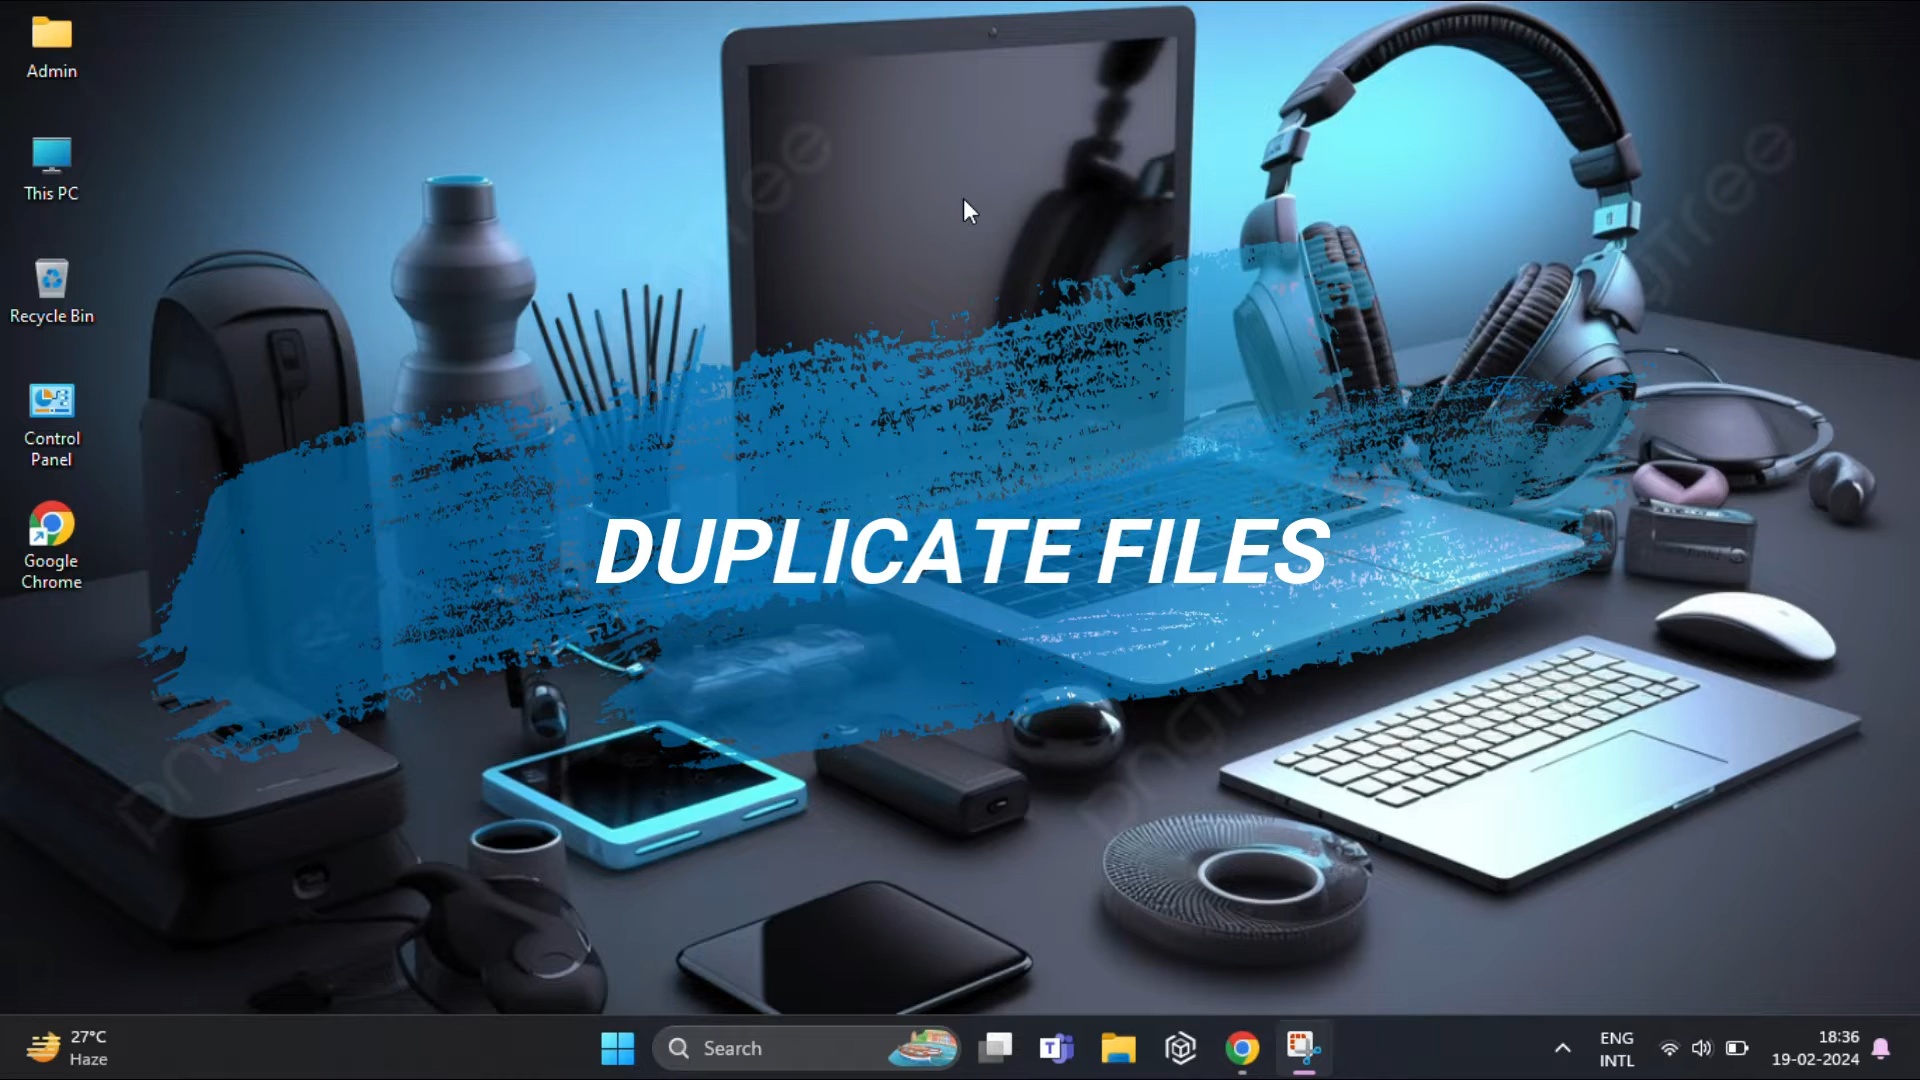 Admin
This PC
Recycle Bin
Control
Panel
Google
Chrome
DUPLICATE FILES
27°C
Haze
Search
ENG
INTL
18:36
19-02-2024